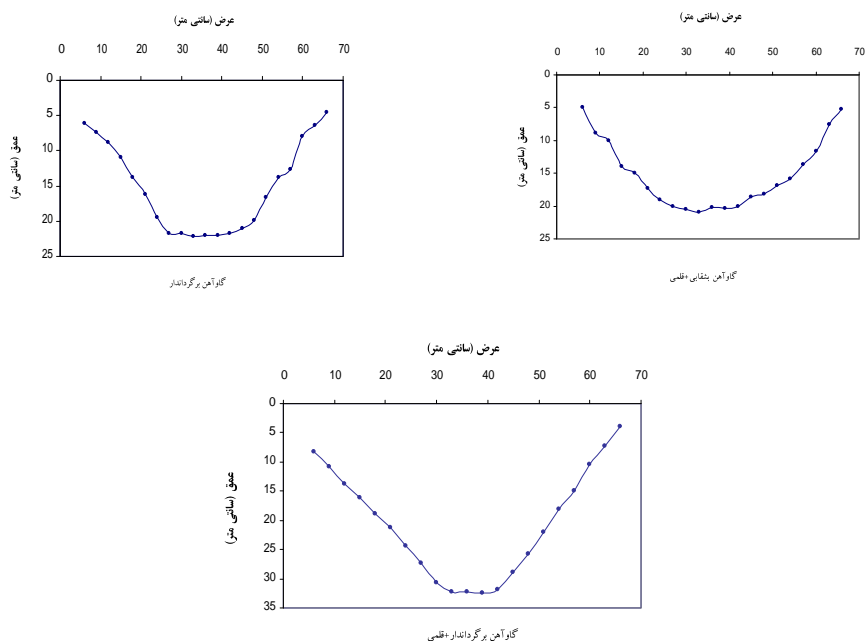 عرض (سانتی متر)
0 10 20 30 40 50 60 70
0
5
10
15
20
25
عمق (سانتی متر)
گاوآهن برگرداندار
عرض (سانتی متر)
0 10 20 30 40 50 60 70
0
5
10
15
20
25
عمق (سانتی متر)
گاوآهن بشقابی+قلمی
عرض (سانتی متر)
0 10 20 30 40 50 60 70
0
5
10
15
20
25
30
35
عمق (سانتی متر)
گاوآهن برگرداندار+قلمی